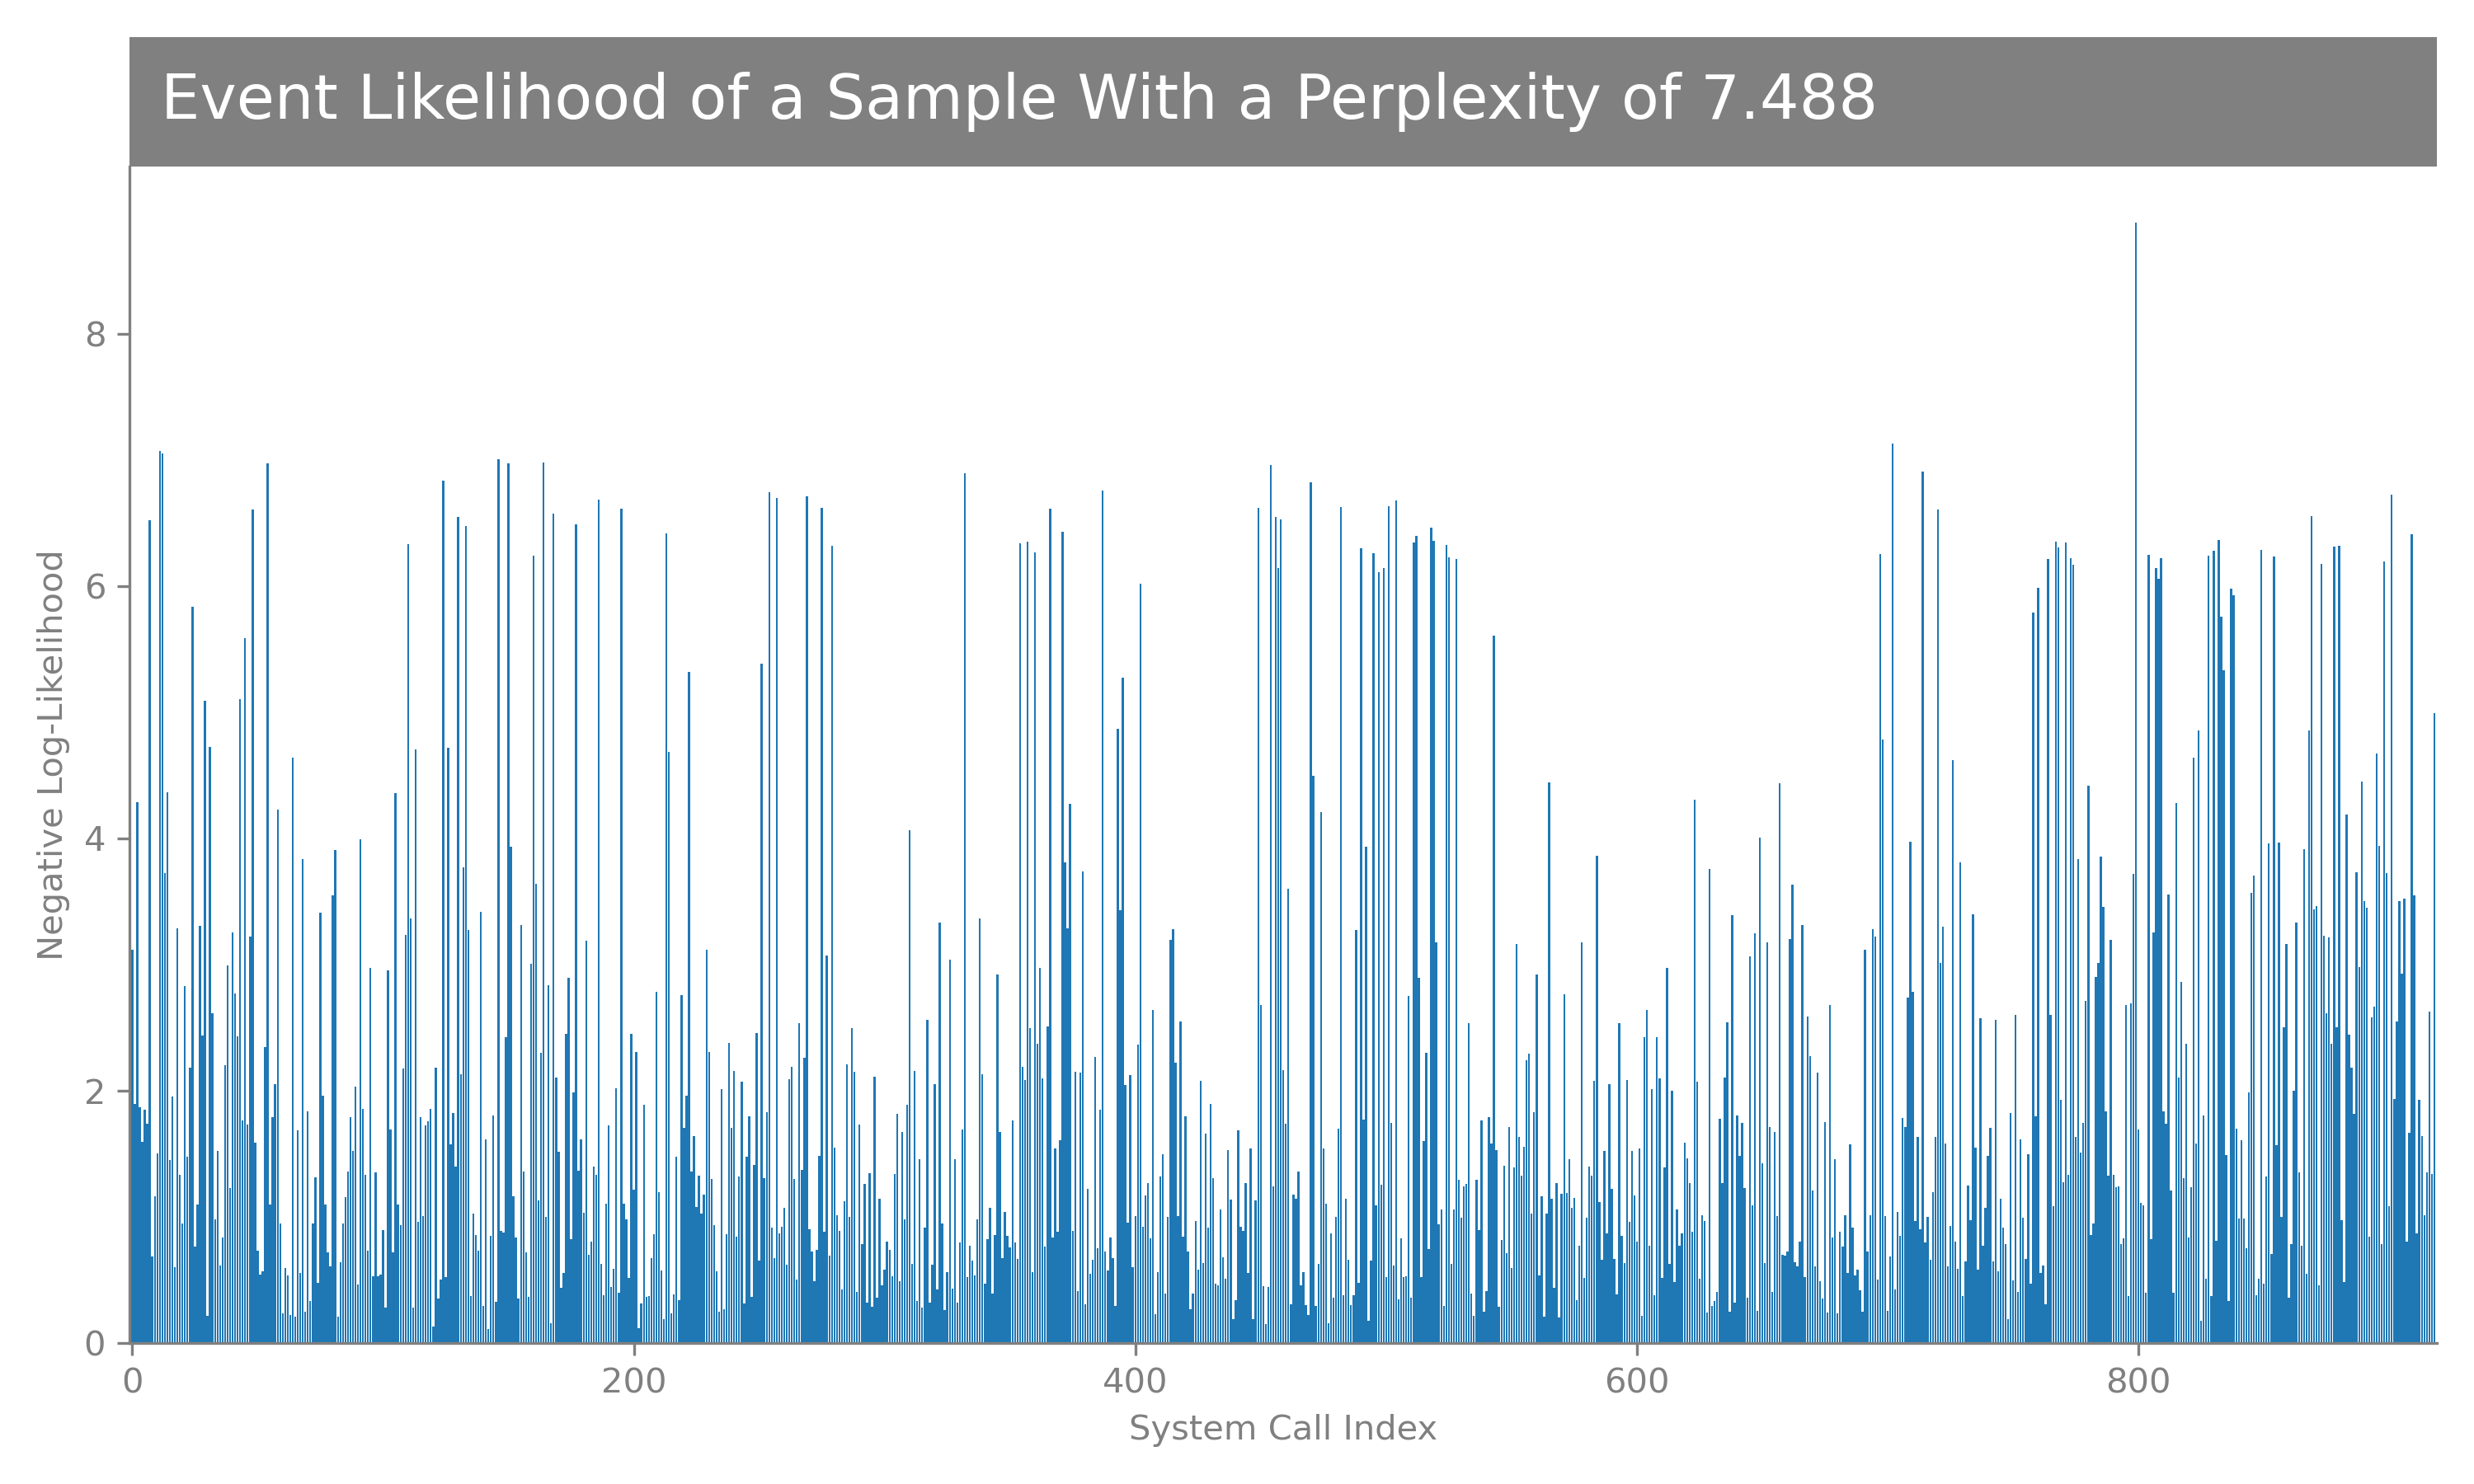 Event Likelihood of a Sample With a Perplexity of 7.488
Negative Log-Likelihood
8
6
4
2
0
0 200 400 600 800
System Call Index